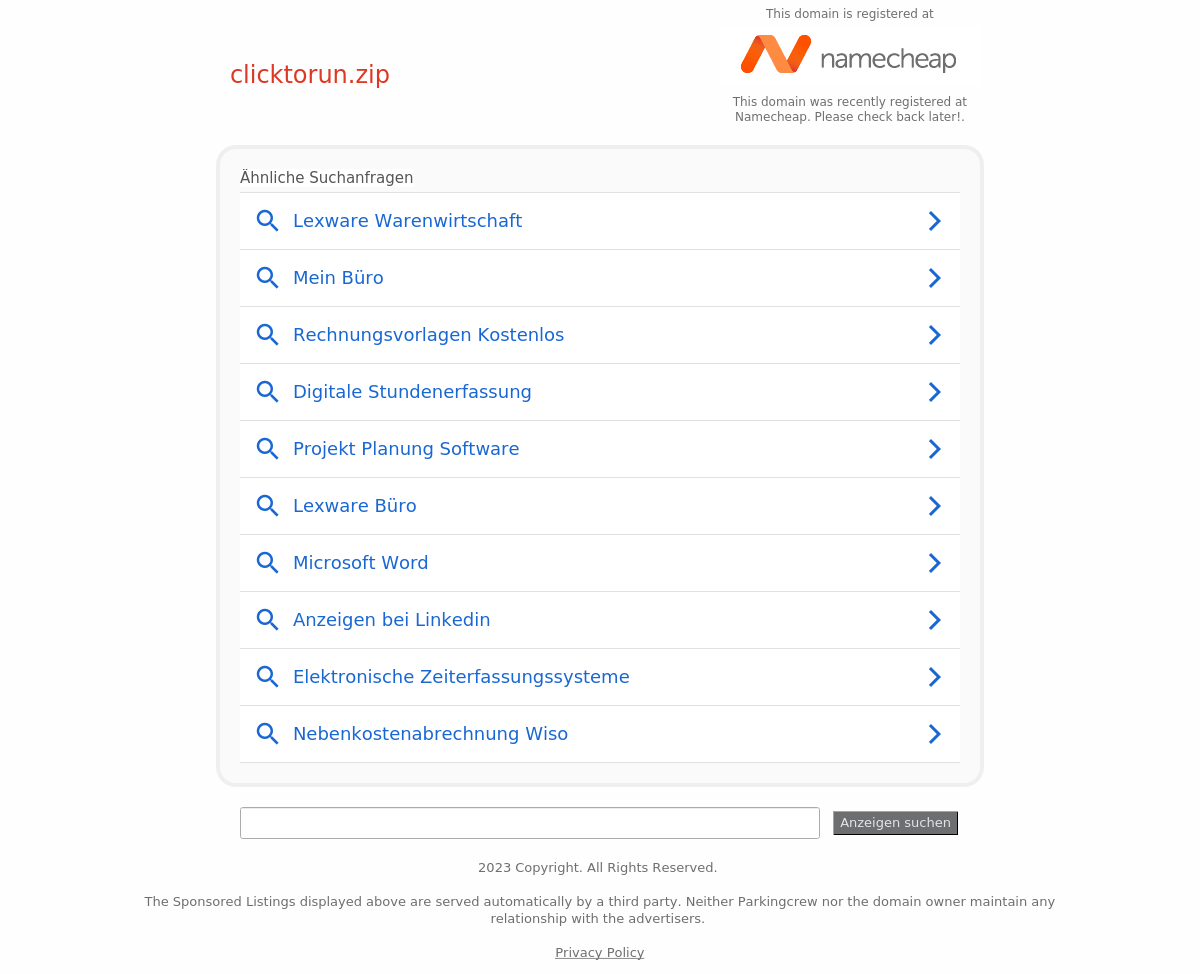 This domain is registered at
namecheap
clicktorun.zip
This domain was recently registered at
Namecheap. Please check back later!.
Ähnliche Suchanfragen
Lexware Warenwirtschaft
Mein Büro
Rechnungsvorlagen Kostenlos
Digitale Stundenerfassung
Projekt Planung Software
Lexware Büro
Microsoft Word
Anzeigen bei Linkedin
Elektronische Zeiterfassungssysteme
Nebenkostenabrechnung Wiso
Anzeigen suchen
2023 Copyright. All Rights Reserved.
The Sponsored Listings displayed above are served automatically by a third party. Neither Parkingcrew nor the domain owner maintain any
relationship with the advertisers.
Privacy Policy